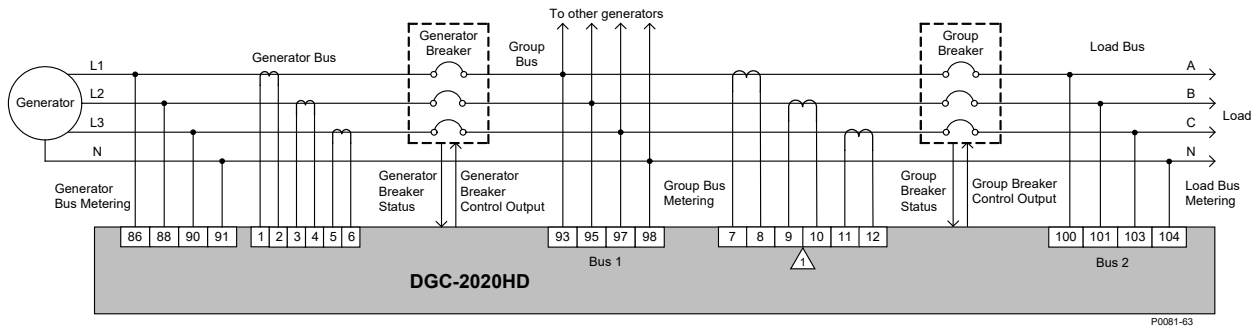 To other generators
Generator
Breaker
Group
Breaker
Generator Bus
Group
Bus
Load Bus
L1
A
Generator
L2
B
L3
C
Load
N
N
Generator
Bus Metering
Generator
Breaker
Status
Generator
Breaker
Control Output
Group Bus
Metering
Group
Breaker
Status
Group Breaker
Control Output
Load Bus
Metering
86 88 90 91 1 2 3 4 5 6 93 95 97 98 7 8 9 10 11 12 100 101 103 104
Bus 1
1
Bus 2
DGC-2020HD
P0081-63